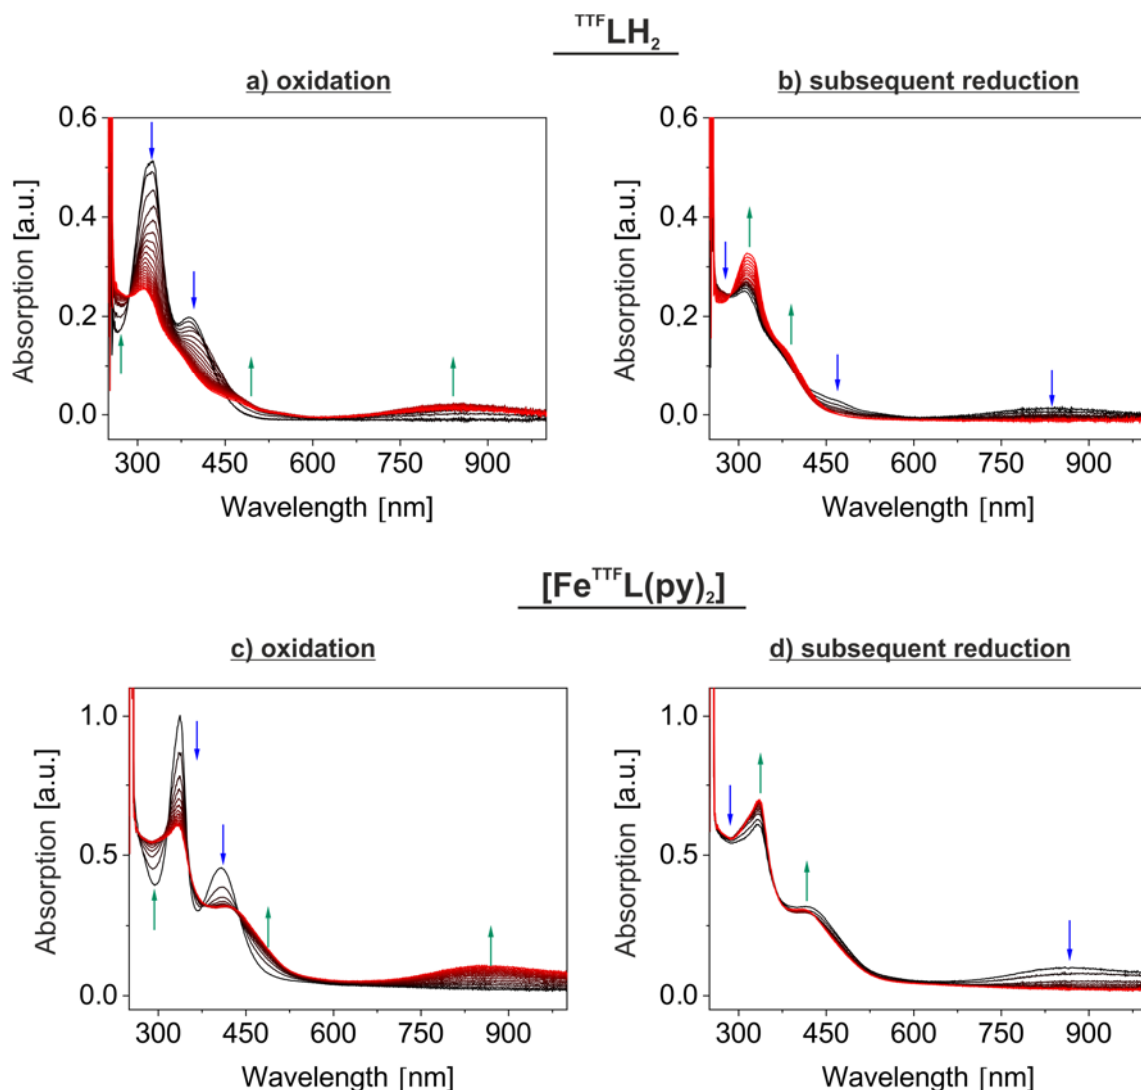 TTFLH2
a) oxidation
b) subsequent reduction
Absorption [a.u.]
0.6
0.4
0.2
0.0
300 450 600 750 900
Wavelength [nm]
Absorption [a.u.]
0.6
0.4
0.2
0.0
300 450 600 750 900
Wavelength [nm]
[FeTTFL(py)2]
c) oxidation
d) subsequent reduction
Absorption [a.u.]
1.0
0.5
0.0
300 450 600 750 900
Wavelength [nm]
Absorption [a.u.]
1.0
0.5
0.0
300 450 600 750 900
Wavelength [nm]